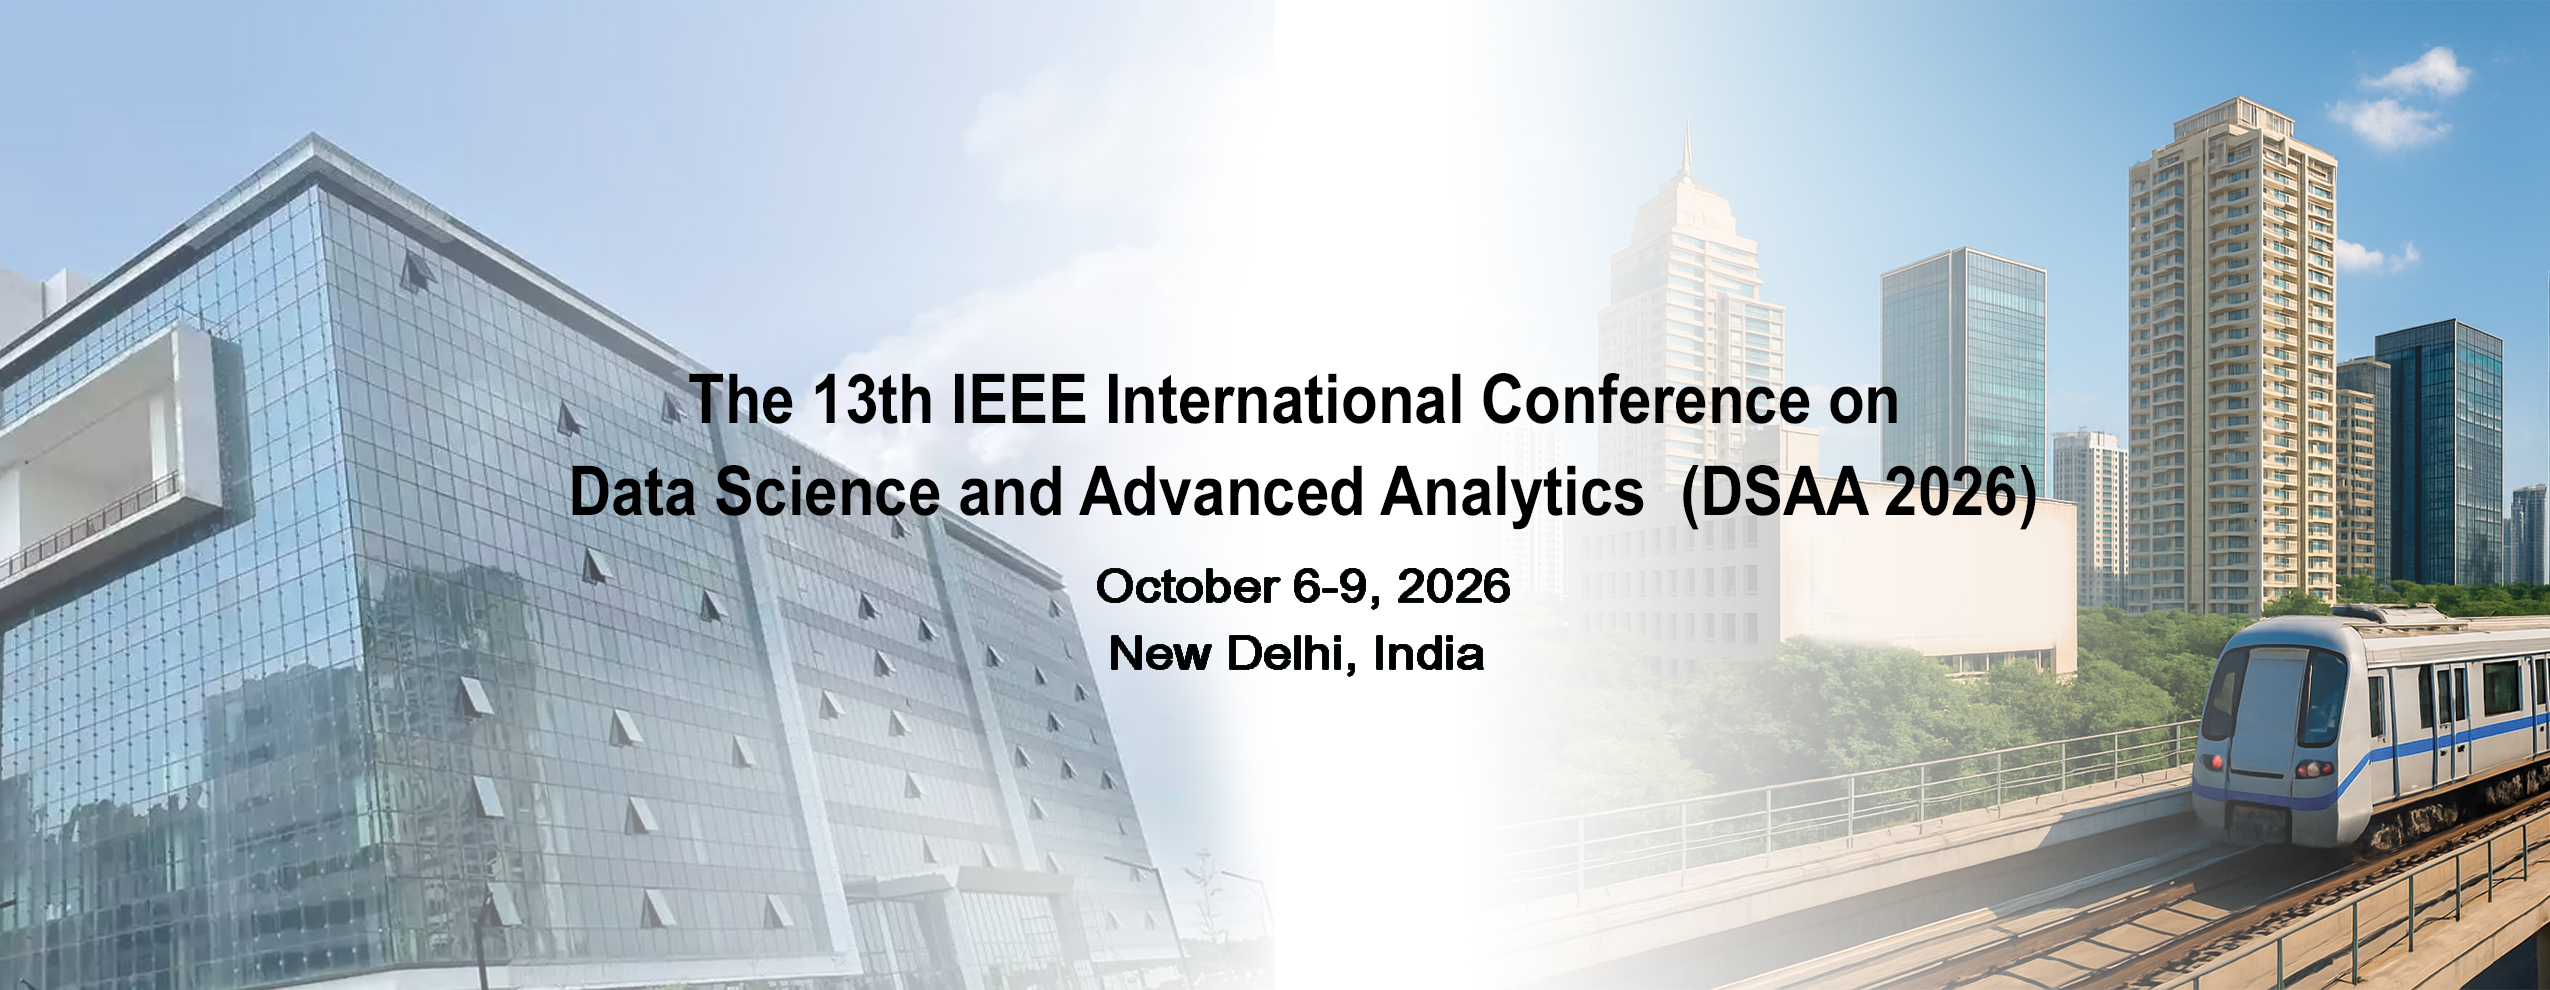 The 13th IEEE International Conference on
Data Science and Advanced Analytics (DSAA 2026)
October 6-9, 2026
New Delhi, India